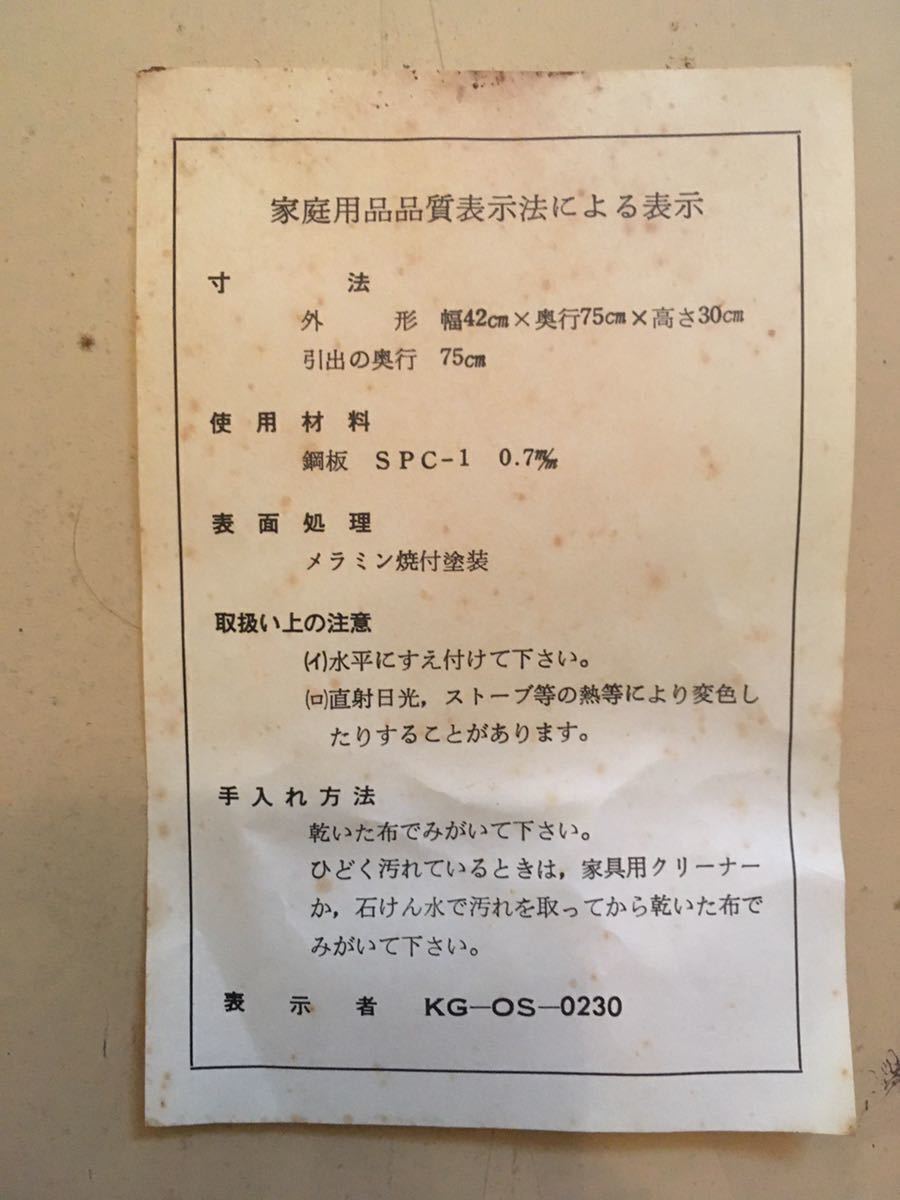 家庭用品品質表示法による表示
寸法
外形 幅42㎝×奥行75㎝×高さ30㎝
引出の奥行 75㎝
使用材料
鋼板 SPC-1 0.7m/m
表面処理
メラミン焼付塗装
取扱い上の注意
(イ)水平にすえ付けて下さい。
(ロ)直射日光，ストーブ等の熱等により変色し
たりすることがあります。
手入れ方法
乾いた布でみがいて下さい。
ひどく汚れているときは，家具用クリーナー
か，石けん水で汚れを取ってから乾いた布で
みがいて下さい。
表示者 KG—OS—0230